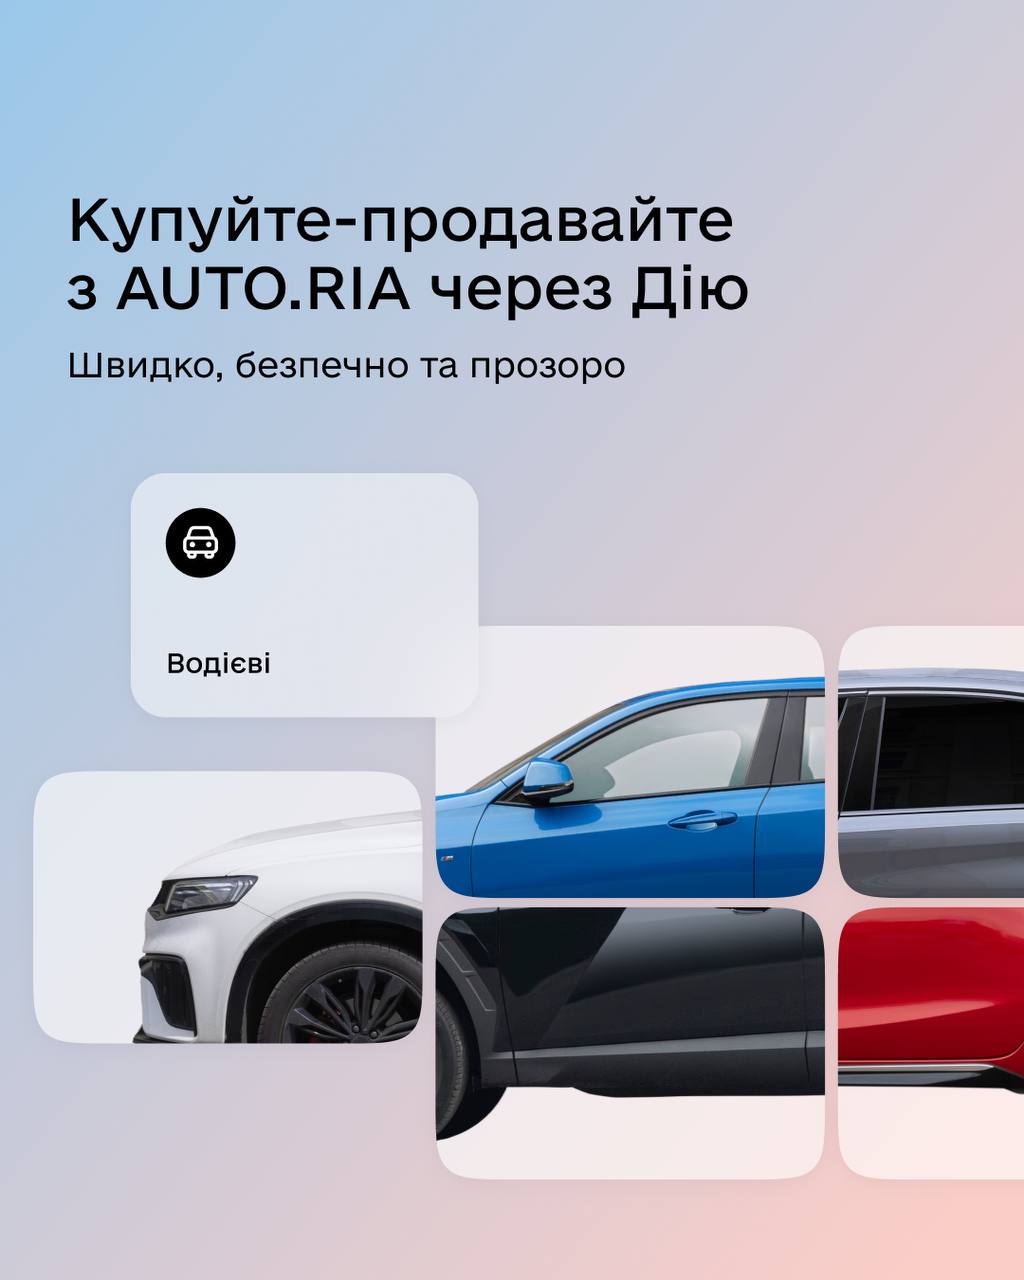 Купуйте-продавайте
з AUTO.RIA через Дію
Швидко, безпечно та прозоро
Водієві